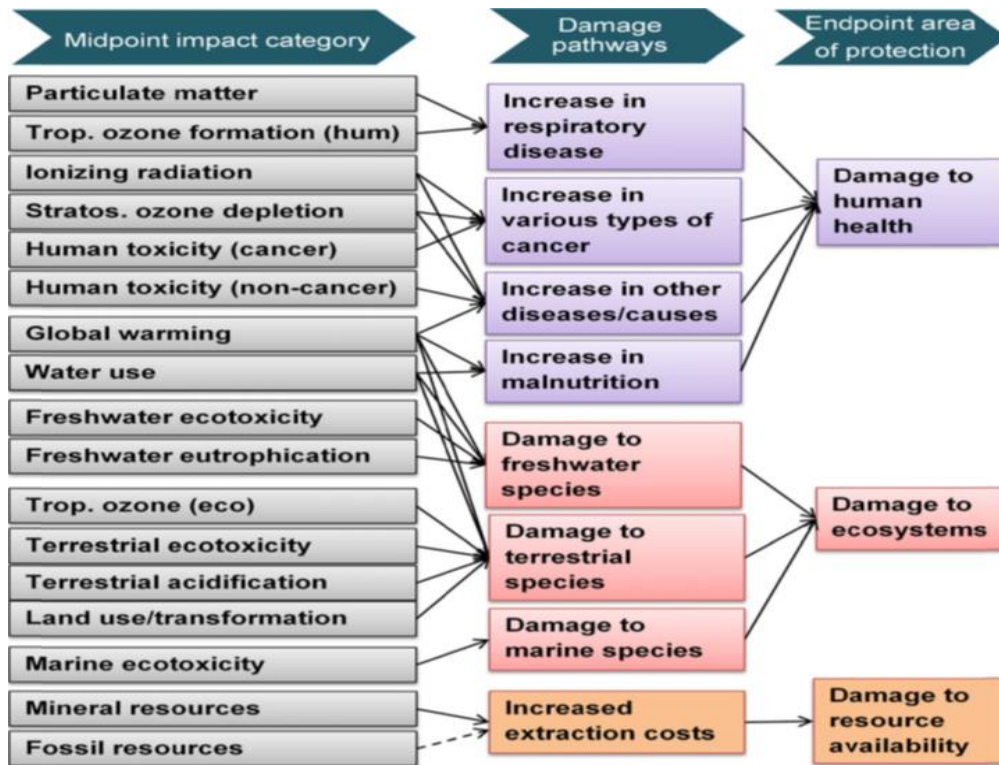 Midpoint impact category
Damage
pathways
Endpoint area
of protection
Particulate matter
Trop. ozone formation (hum)
Ionizing radiation
Stratos. ozone depletion
Human toxicity (cancer)
Human toxicity (non-cancer)
Global warming
Water use
Freshwater ecotoxicity
Freshwater eutrophication
Trop. ozone (eco)
Terrestrial ecotoxicity
Terrestrial acidification
Land use/transformation
Marine ecotoxicity
Mineral resources
Fossil resources
Increase in
respiratory
disease
Increase in
various types of
cancer
Increase in other
diseases/causes
Increase in
malnutrition
Damage to
freshwater
species
Damage to
terrestrial
species
Damage to
marine species
Increased
extraction costs
Damage to
human
health
Damage to
ecosystems
Damage to
resource
availability